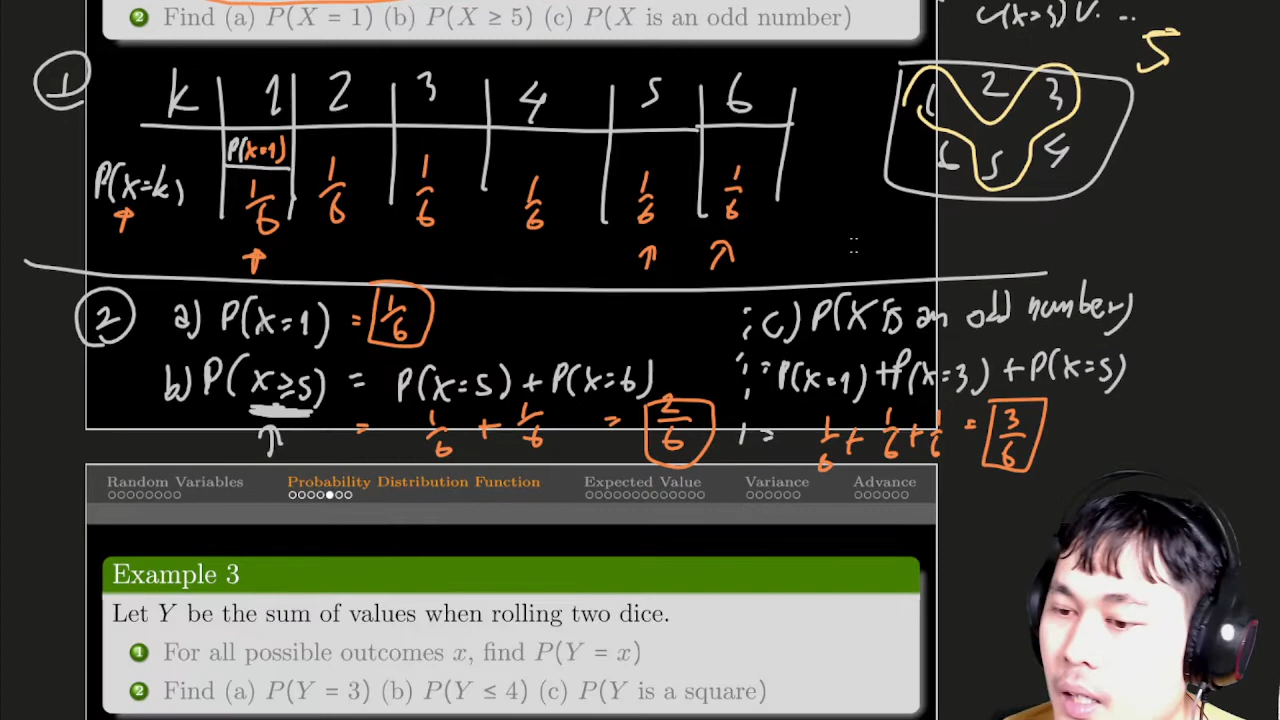 2 Find (a) P(X = 1) (b) P(X ≥ 5) (c) P(X is an odd number)
5
1
k 1 2 3 4 5 6
P(X=1)
P(X=k) 1/6 1/6 1/6 1/6 1/6 1/6
1 2 3
6 5 4
2
a) P(X=1) = 1/6
b) P(X≥5) = P(X=5) + P(X=6)
= 1/6 + 1/6 = 2/6
c) P(X is an odd number)
= P(X=1) + P(X=3) + P(X=5)
= 1/6 + 1/6 + 1/6 = 3/6
Random Variables Probability Distribution Function Expected Value Variance Advance
Example 3
Let Y be the sum of values when rolling two dice.
1 For all possible outcomes x, find P(Y = x)
2 Find (a) P(Y = 3) (b) P(Y ≤ 4) (c) P(Y is a square)